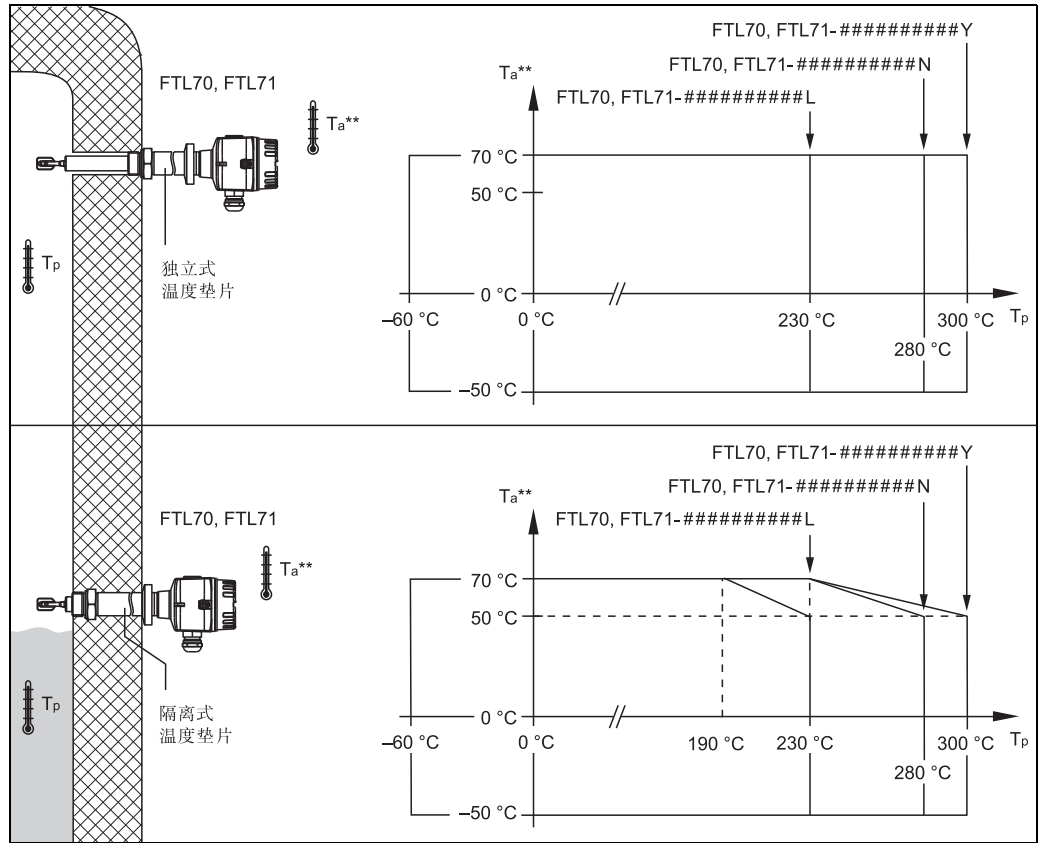 FTL70, FTL71
Ta**
Tp
独立式
温度垫片
FTL70, FTL71-##########Y
FTL70, FTL71-##########N
FTL70, FTL71-##########L
Ta**
70 °C
50 °C
0 °C
–60 °C
0 °C
230 °C
300 °C
Tp
280 °C
–50 °C
FTL70, FTL71
Ta**
Tp
隔离式
温度垫片
FTL70, FTL71-##########Y
FTL70, FTL71-##########N
FTL70, FTL71-##########L
Ta**
70 °C
50 °C
0 °C
–60 °C
0 °C
190 °C
230 °C
300 °C
Tp
280 °C
–50 °C